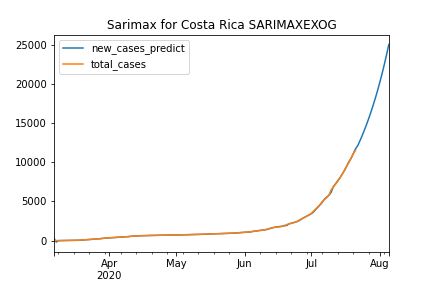 Sarimax for Costa Rica SARIMAXEXOG
new_cases_predict
total_cases
25000
20000
15000
10000
5000
0
Apr May Jun Jul Aug
2020